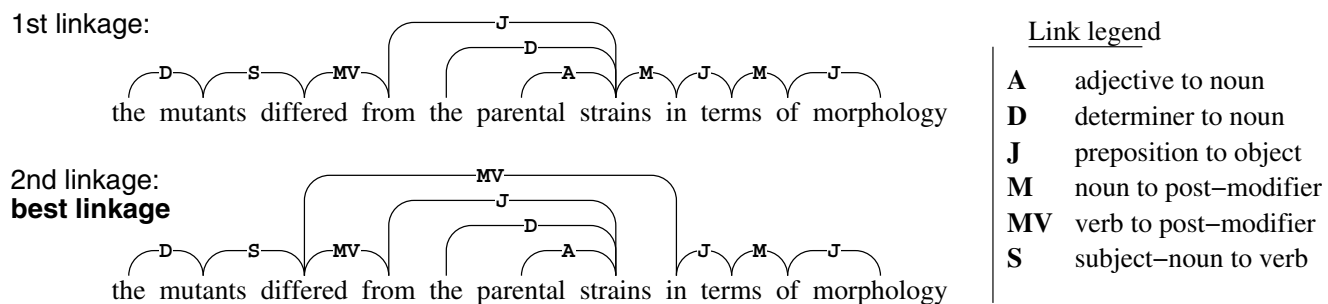 1st linkage:
J
D
D S MV A M J M J
the mutants differed from the parental strains in terms of morphology
2nd linkage:
best linkage
MV
J
D
D S MV A J M J
the mutants differed from the parental strains in terms of morphology
Link legend
A adjective to noun
D determiner to noun
J preposition to object
M noun to post−modifier
MV verb to post−modifier
S subject−noun to verb